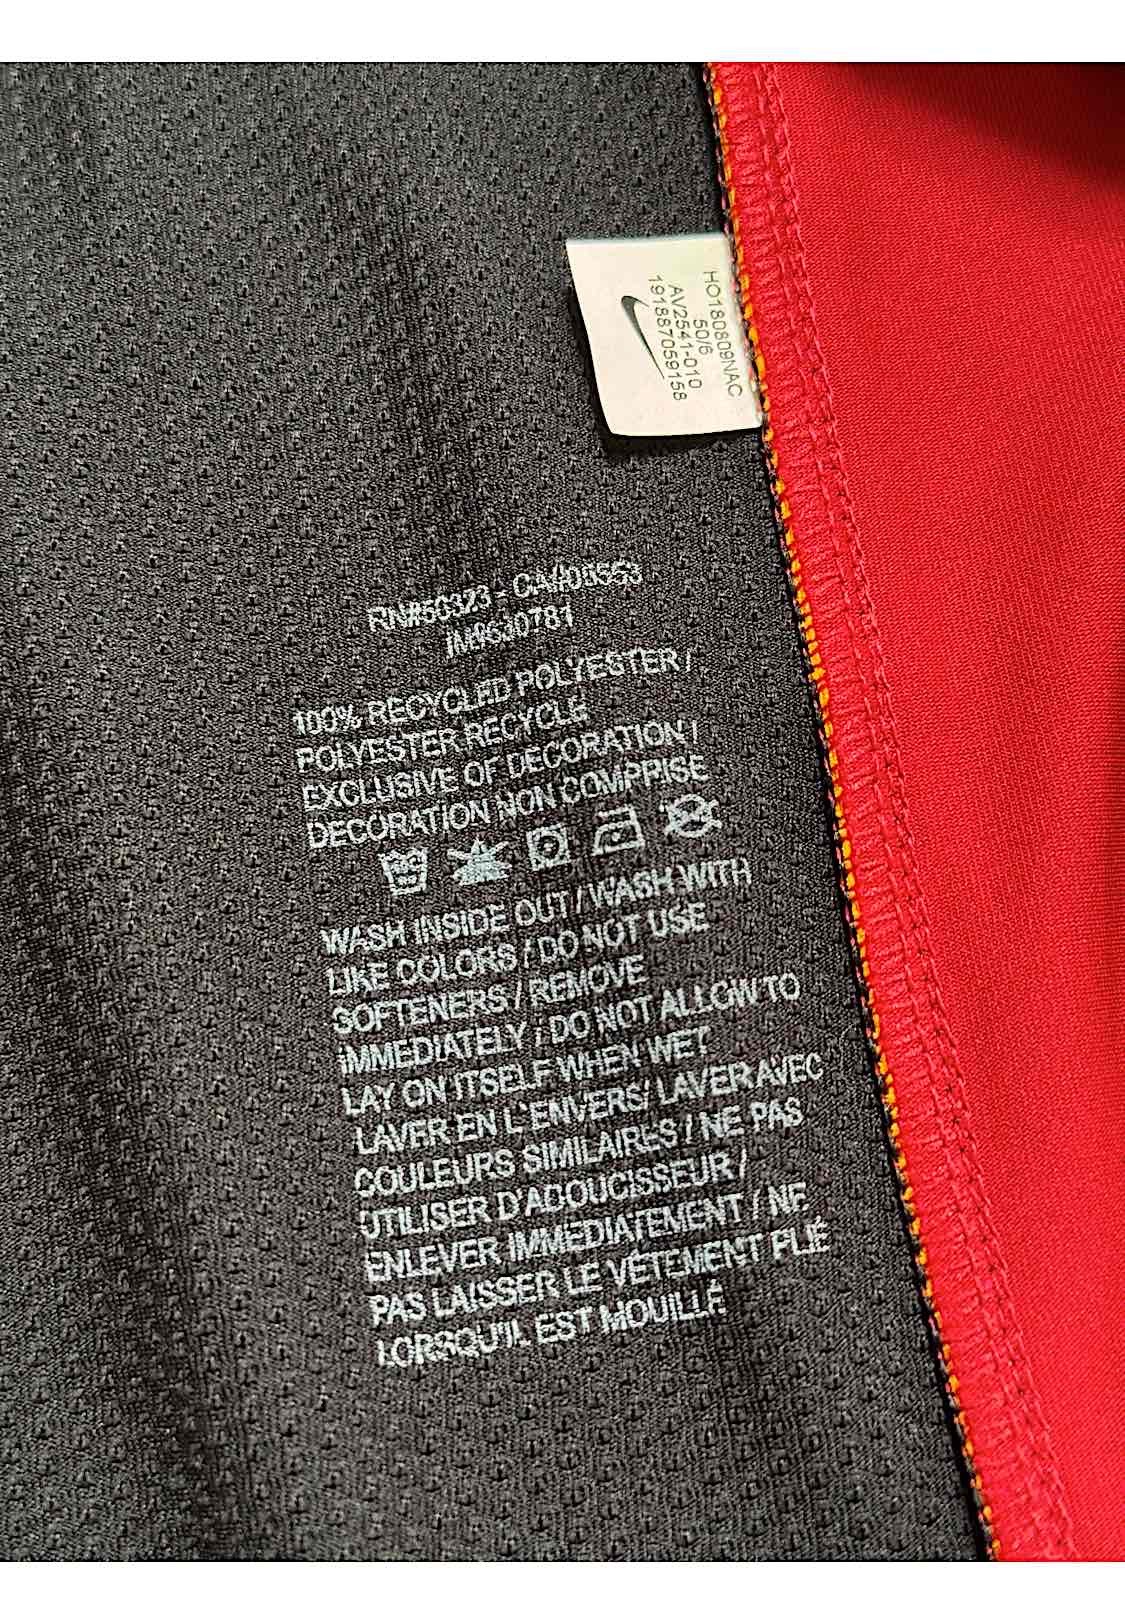 HO180809NAC
50/6
AV2541-010
191887059158
RN#56323 - CA#05553
IM9630781
100% RECYCLED POLYESTER /
POLYESTER RECYCLE
EXCLUSIVE OF DECORATION /
DECORATION NON COMPRISE
WASH INSIDE OUT / WASH WITH
LIKE COLORS / DO NOT USE
SOFTENERS / REMOVE
IMMEDIATELY / DO NOT ALLOW TO
LAY ON ITSELF WHEN WET
LAVER EN L'ENVERS/ LAVER AVEC
COULEURS SIMILAIRES / NE PAS
UTILISER D'ADOUCISSEUR /
ENLEVER IMMEDIATEMENT / NE
PAS LAISSER LE VÊTEMENT PLIÉ
LORSQU'IL EST MOUILLÉ